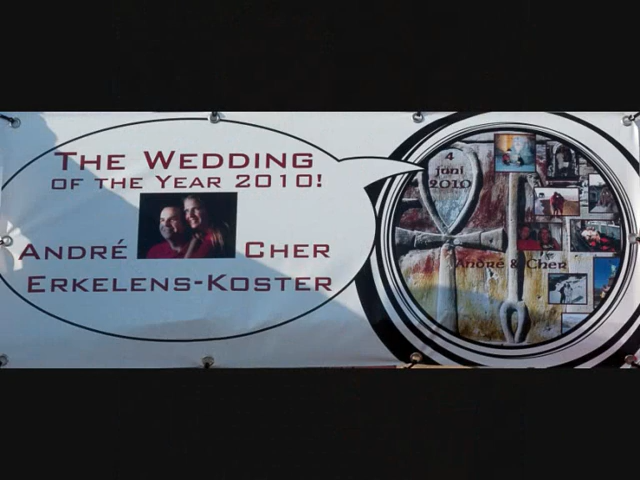 THE WEDDING
OF THE YEAR 2010!
ANDRÉ CHER
ERKELENS-KOSTER
4
juni
2010
André & Cher